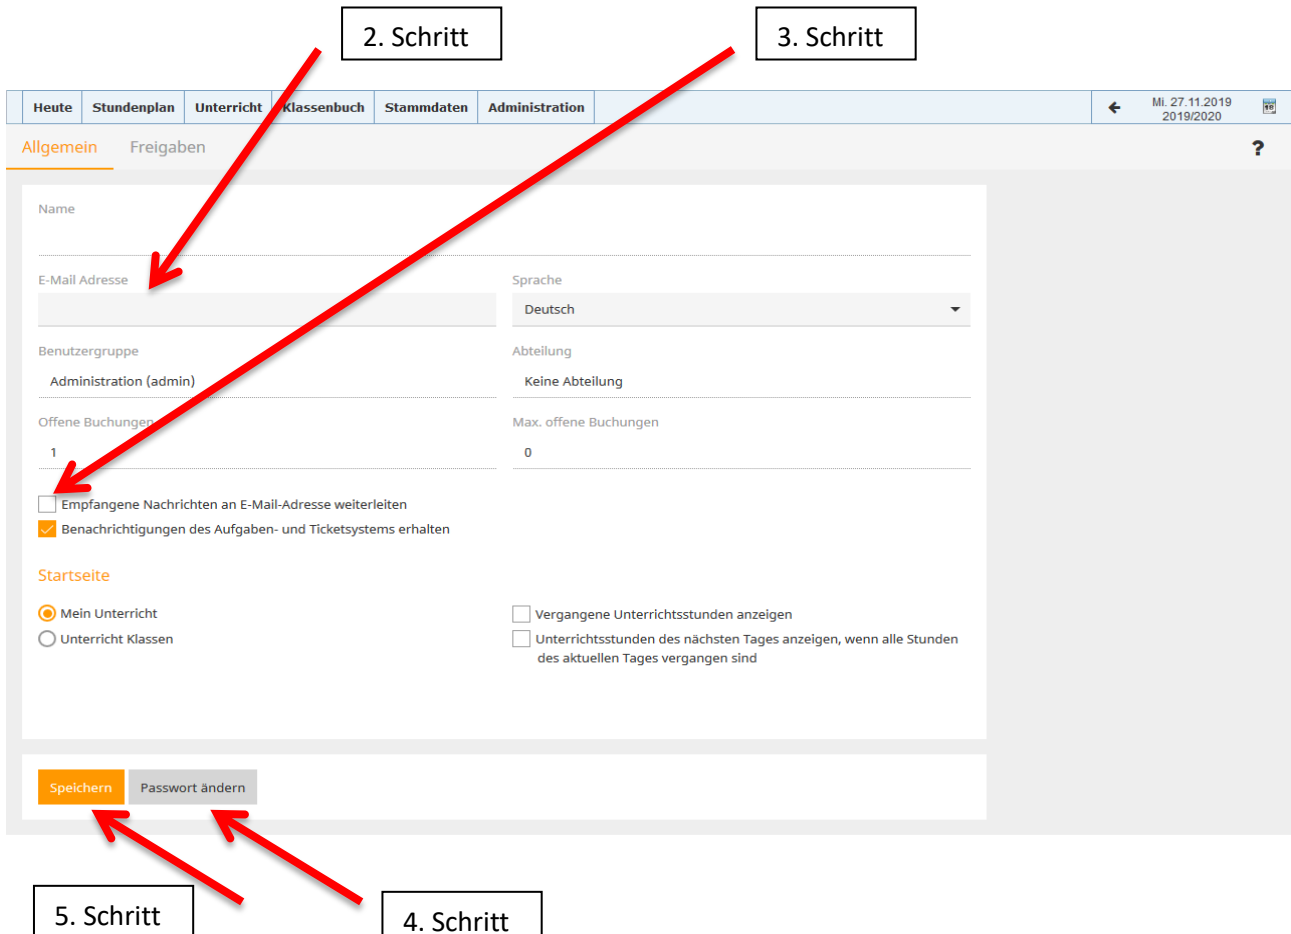 2. Schritt
3. Schritt
Heute Stundenplan Unterricht Klassenbuch Stammdaten Administration
Mi. 27.11.2019
2019/2020
Allgemein Freigaben ?
Name
E-Mail Adresse Sprache
Deutsch
Benutzergruppe Abteilung
Administration (admin) Keine Abteilung
Offene Buchungen Max. offene Buchungen
1 0
Empfangene Nachrichten an E-Mail-Adresse weiterleiten
Benachrichtigungen des Aufgaben- und Ticketsystems erhalten
Startseite
Mein Unterricht Vergangene Unterrichtsstunden anzeigen
Unterricht Klassen Unterrichtsstunden des nächsten Tages anzeigen, wenn alle Stunden
des aktuellen Tages vergangen sind
Speichern Passwort ändern
5. Schritt
4. Schritt